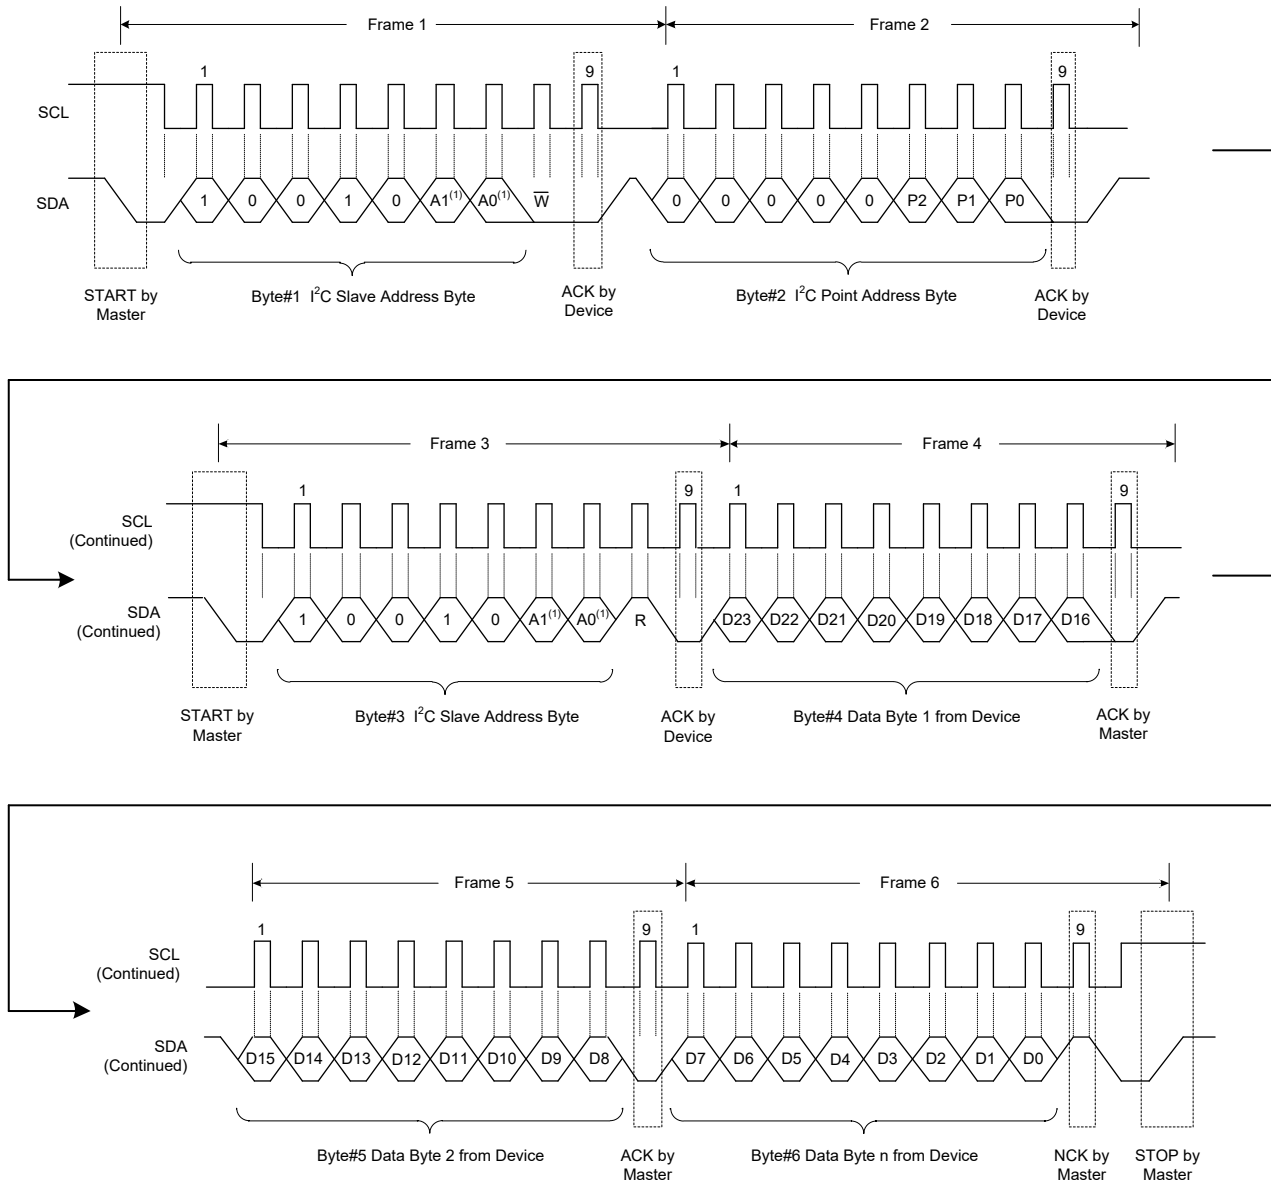 Frame 1 Frame 2
1 9 1 9
SCL
SDA 1 0 0 1 0 A1⁽¹⁾ A0⁽¹⁾ W̅ 0 0 0 0 0 P2 P1 P0
START by Master
Byte#1 I²C Slave Address Byte
ACK by Device
Byte#2 I²C Point Address Byte
ACK by Device
Frame 3 Frame 4
1 9 1 9
SCL (Continued)
SDA (Continued) 1 0 0 1 0 A1⁽¹⁾ A0⁽¹⁾ R D23 D22 D21 D20 D19 D18 D17 D16
START by Master
Byte#3 I²C Slave Address Byte
ACK by Device
Byte#4 Data Byte 1 from Device
ACK by Master
Frame 5 Frame 6
1 9 1 9
SCL (Continued)
SDA (Continued) D15 D14 D13 D12 D11 D10 D9 D8 D7 D6 D5 D4 D3 D2 D1 D0
Byte#5 Data Byte 2 from Device
ACK by Master
Byte#6 Data Byte n from Device
NCK by Master
STOP by Master